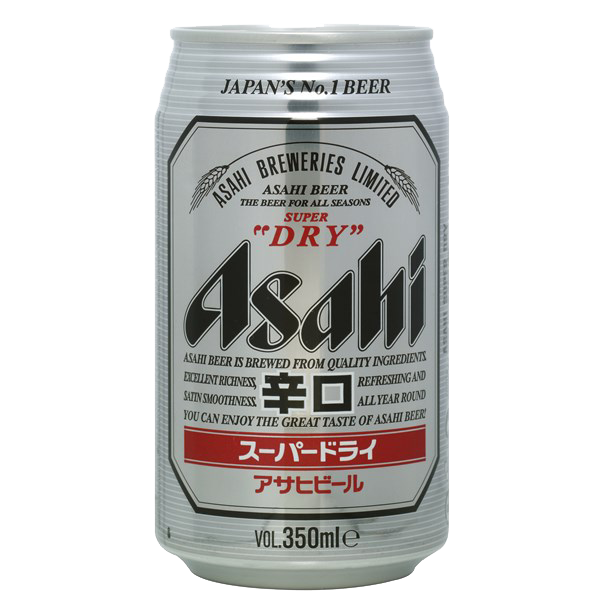 JAPAN'S No.1 BEER
ASAHI BREWERIES LIMITED
ASAHI BEER
THE BEER FOR ALL SEASONS
SUPER
"DRY"
Asahi
ASAHI BEER IS BREWED FROM QUALITY INGREDIENTS.
EXCELLENT RICHNESS, REFRESHING AND
辛口
SATIN SMOOTHNESS. ALL YEAR ROUND
YOU CAN ENJOY THE GREAT TASTE OF ASAHI BEER!
スーパードライ
アサヒビール
VOL.350ml℮